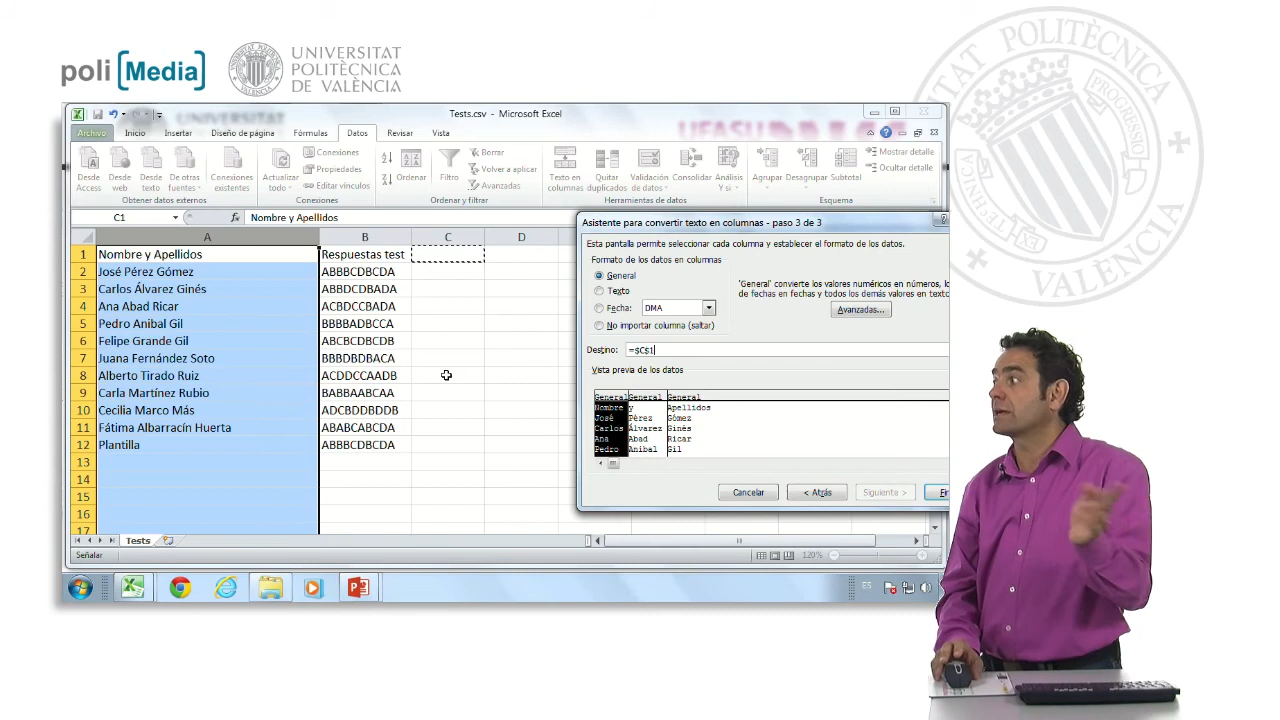 poli [Media]
UNIVERSITAT
POLITÈCNICA
DE VALÈNCIA
Tests.csv - Microsoft Excel
Archivo Inicio Insertar Diseño de página Fórmulas Datos Revisar Vista
Desde Access
Desde web
Desde texto
De otras fuentes
Conexiones existentes
Obtener datos externos
Actualizar todo
Conexiones
Propiedades
Editar vínculos
Conexiones
Ordenar
Filtro
Borrar
Volver a aplicar
Avanzadas
Ordenar y filtrar
Texto en columnas
Quitar duplicados
Validación de datos
Consolidar
Análisis Y si
Herramientas de datos
Agrupar
Desagrupar
Subtotal
Mostrar detalle
Ocultar detalle
Esquema
C1 fx Nombre y Apellidos
A B C D
1 Nombre y Apellidos Respuestas test
2 José Pérez Gómez ABBBCDBCDA
3 Carlos Álvarez Ginés ABBDCDBADA
4 Ana Abad Ricar ACBDCCBADA
5 Pedro Anibal Gil BBBBADBCCA
6 Felipe Grande Gil ABCBCDBCDB
7 Juana Fernández Soto BBBDBDBACA
8 Alberto Tirado Ruiz ACDDCCAADB
9 Carla Martínez Rubio BABBAABCAA
10 Cecilia Marco Más ADCBDDBDDB
11 Fátima Albarracín Huerta ABABCABCDA
12 Plantilla ABBBCDBCDA
13
14
15
16
17
Asistente para convertir texto en columnas - paso 3 de 3
Esta pantalla permite seleccionar cada columna y establecer el formato de los datos.
Formato de los datos en columnas
General
Texto
Fecha: DMA
No importar columna (saltar)
'General' convierte los valores numéricos en números, lo
de fechas en fechas y todos los demás valores en texto
Avanzadas...
Destino: =$C$1
Vista previa de los datos
General General General
Nombre y Apellidos
José Pérez Gómez
Carlos Álvarez Ginés
Ana Abad Ricar
Pedro Anibal Gil
Cancelar < Atrás Siguiente >
Tests
Señalar 120%
ES
POLITÈCNICA
VALÈNCIA
PROGRESSIO